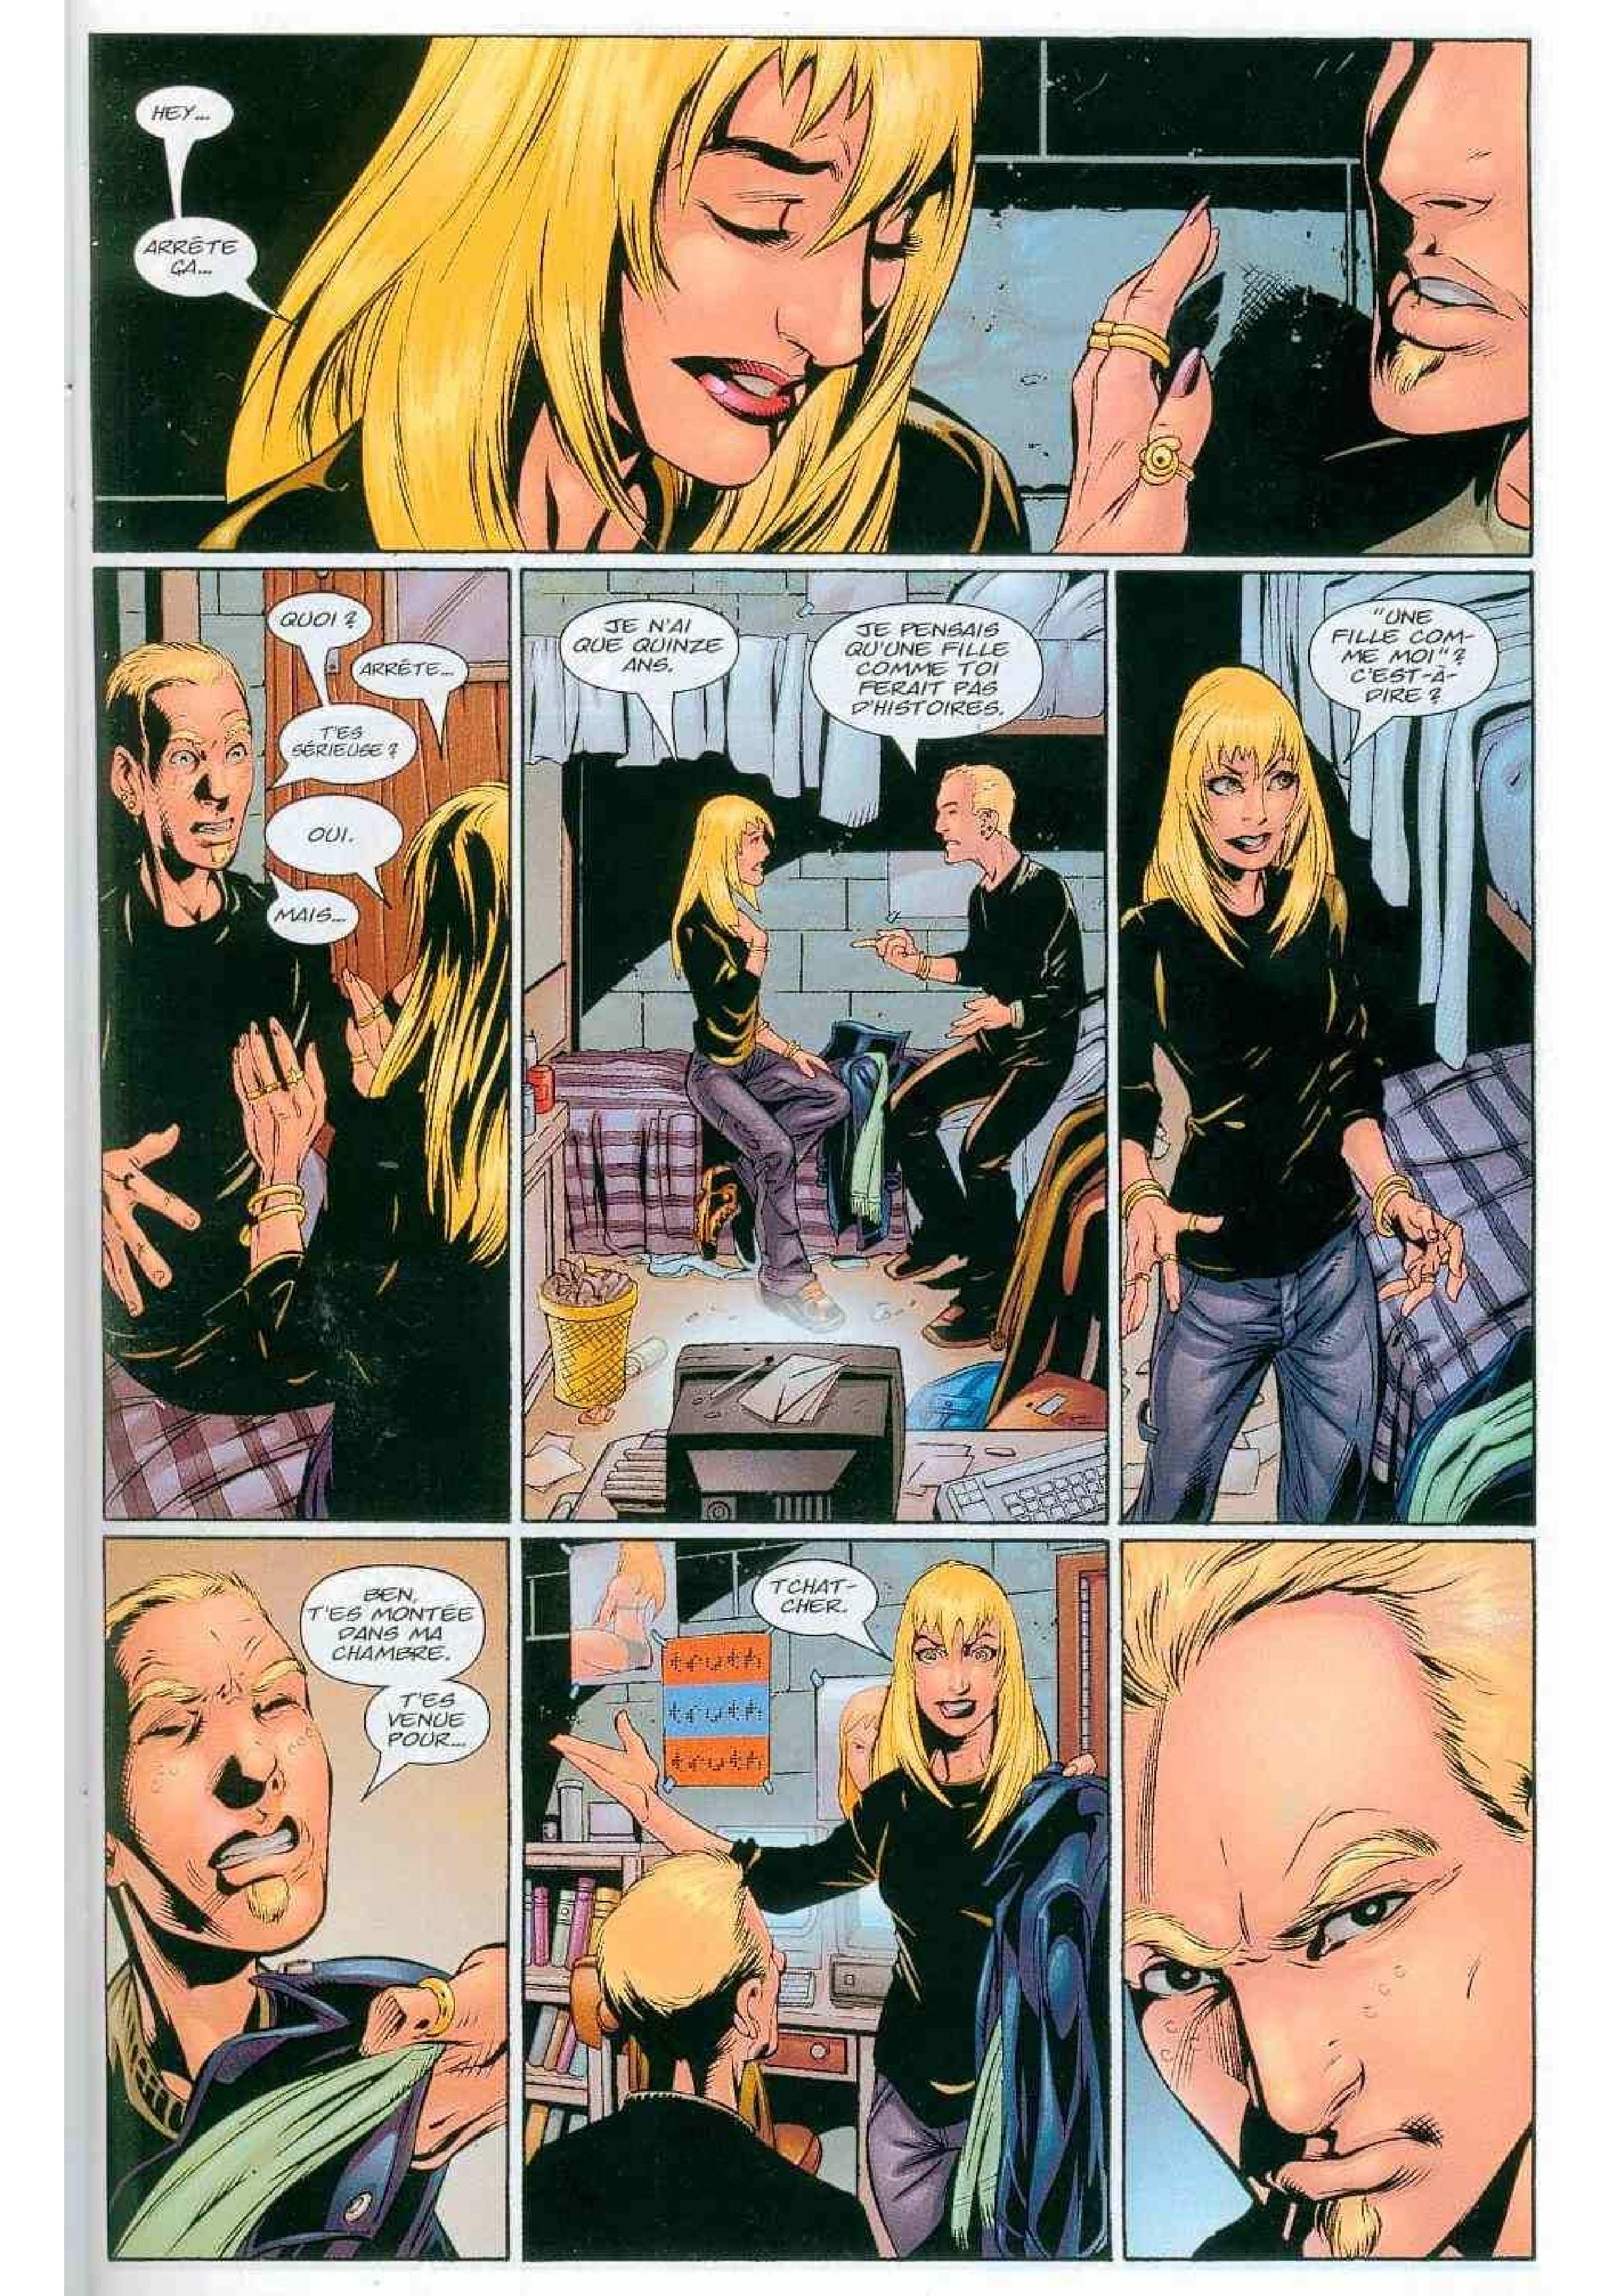 HEY...
ARRÊTE
ÇA...
QUOI ?
ARRÊTE...
T'ES
SÉRIEUSE ?
OUI.
MAIS...
JE N'AI
QUE QUINZE
ANS.
JE PENSAIS
QU'UNE FILLE
COMME TOI
FERAIT PAS
D'HISTOIRES.
"UNE
FILLE COM-
ME MOI" ?
C'EST-À-
DIRE ?
BEN,
T'ES MONTÉE
DANS MA
CHAMBRE.
T'ES
VENUE
POUR...
TCHAT-
CHER.